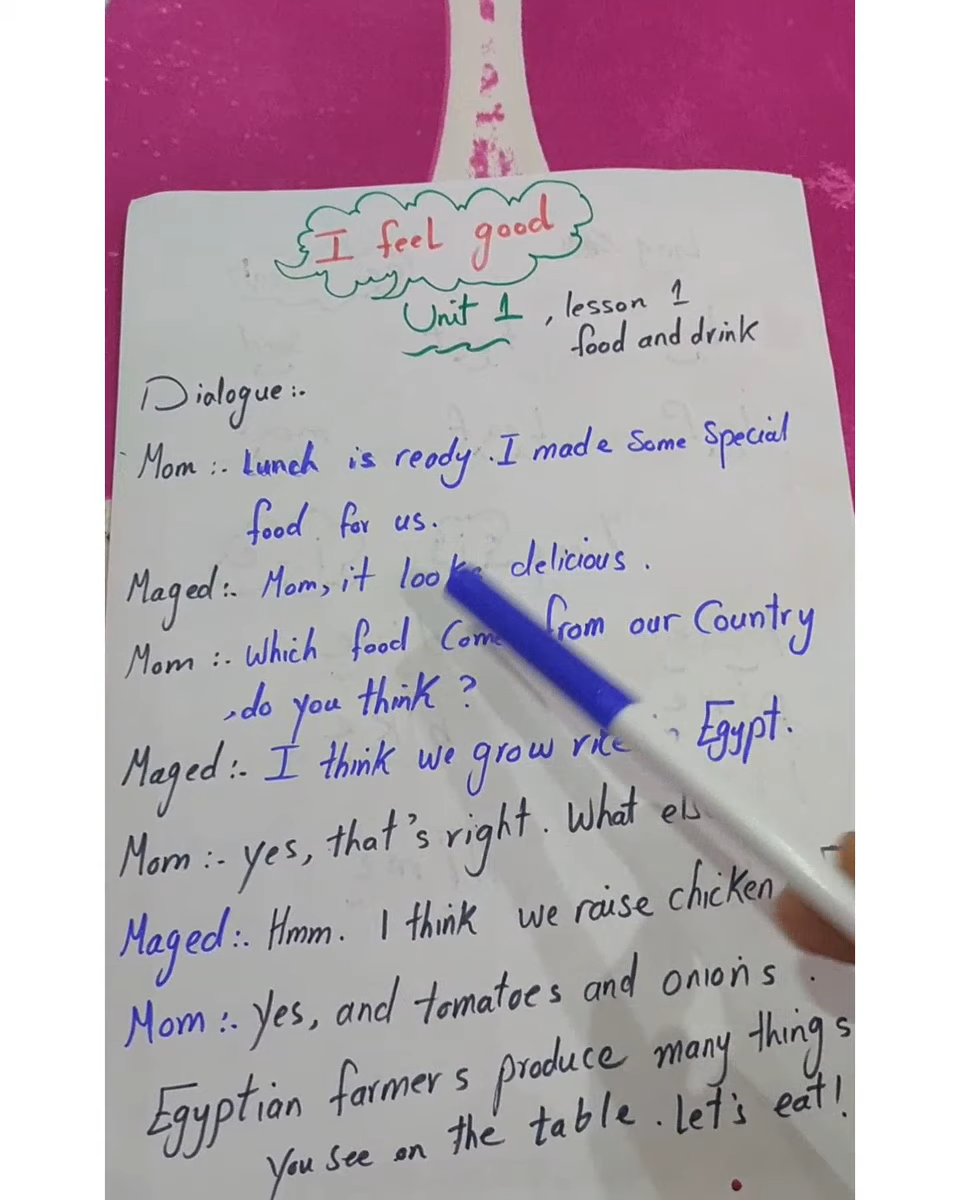 I feel good
Unit 1 , lesson 1
food and drink
Dialogue:-
Mom :- Lunch is ready . I made Some Special
food for us.
Maged:- Mom, it delicious .
Mom :- Which food from our Country
, do you think ?
Maged:- I think we grow Egypt.
Mom :- yes, that's right . What
Maged:- Hmm. I think we raise chicken
Mom :- Yes, and tomatoes and onions .
Egyptian farmers produce many things
you see on the table . Let's eat!